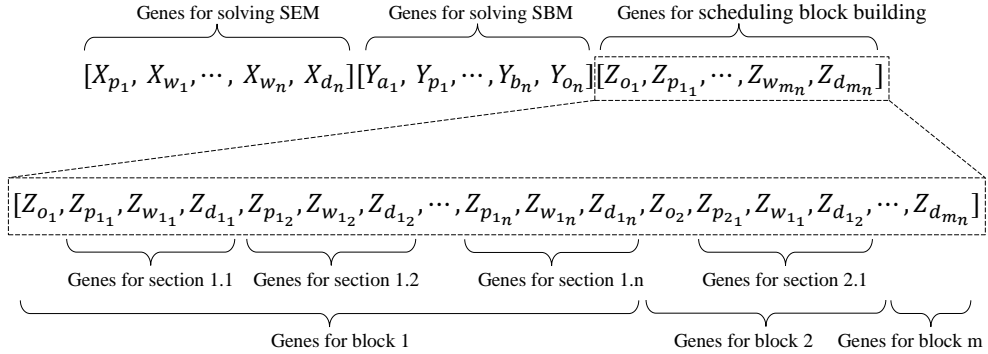 Genes for solving SEM Genes for solving SBM Genes for scheduling block building
[X_{p_1}, X_{w_1}, ⋯, X_{w_n}, X_{d_n}][Y_{a_1}, Y_{p_1}, ⋯, Y_{b_n}, Y_{o_n}][Z_{o_1}, Z_{p_{1_1}}, ⋯, Z_{w_{m_n}}, Z_{d_{m_n}}]
[Z_{o_1}, Z_{p_{1_1}}, Z_{w_{1_1}}, Z_{d_{1_1}}, Z_{p_{1_2}}, Z_{w_{1_2}}, Z_{d_{1_2}}, ⋯, Z_{p_{1_n}}, Z_{w_{1_n}}, Z_{d_{1_n}}, Z_{o_2}, Z_{p_{2_1}}, Z_{w_{1_1}}, Z_{d_{1_2}}, ⋯, Z_{d_{m_n}}]
Genes for section 1.1 Genes for section 1.2 Genes for section 1.n Genes for section 2.1
Genes for block 1 Genes for block 2 Genes for block m